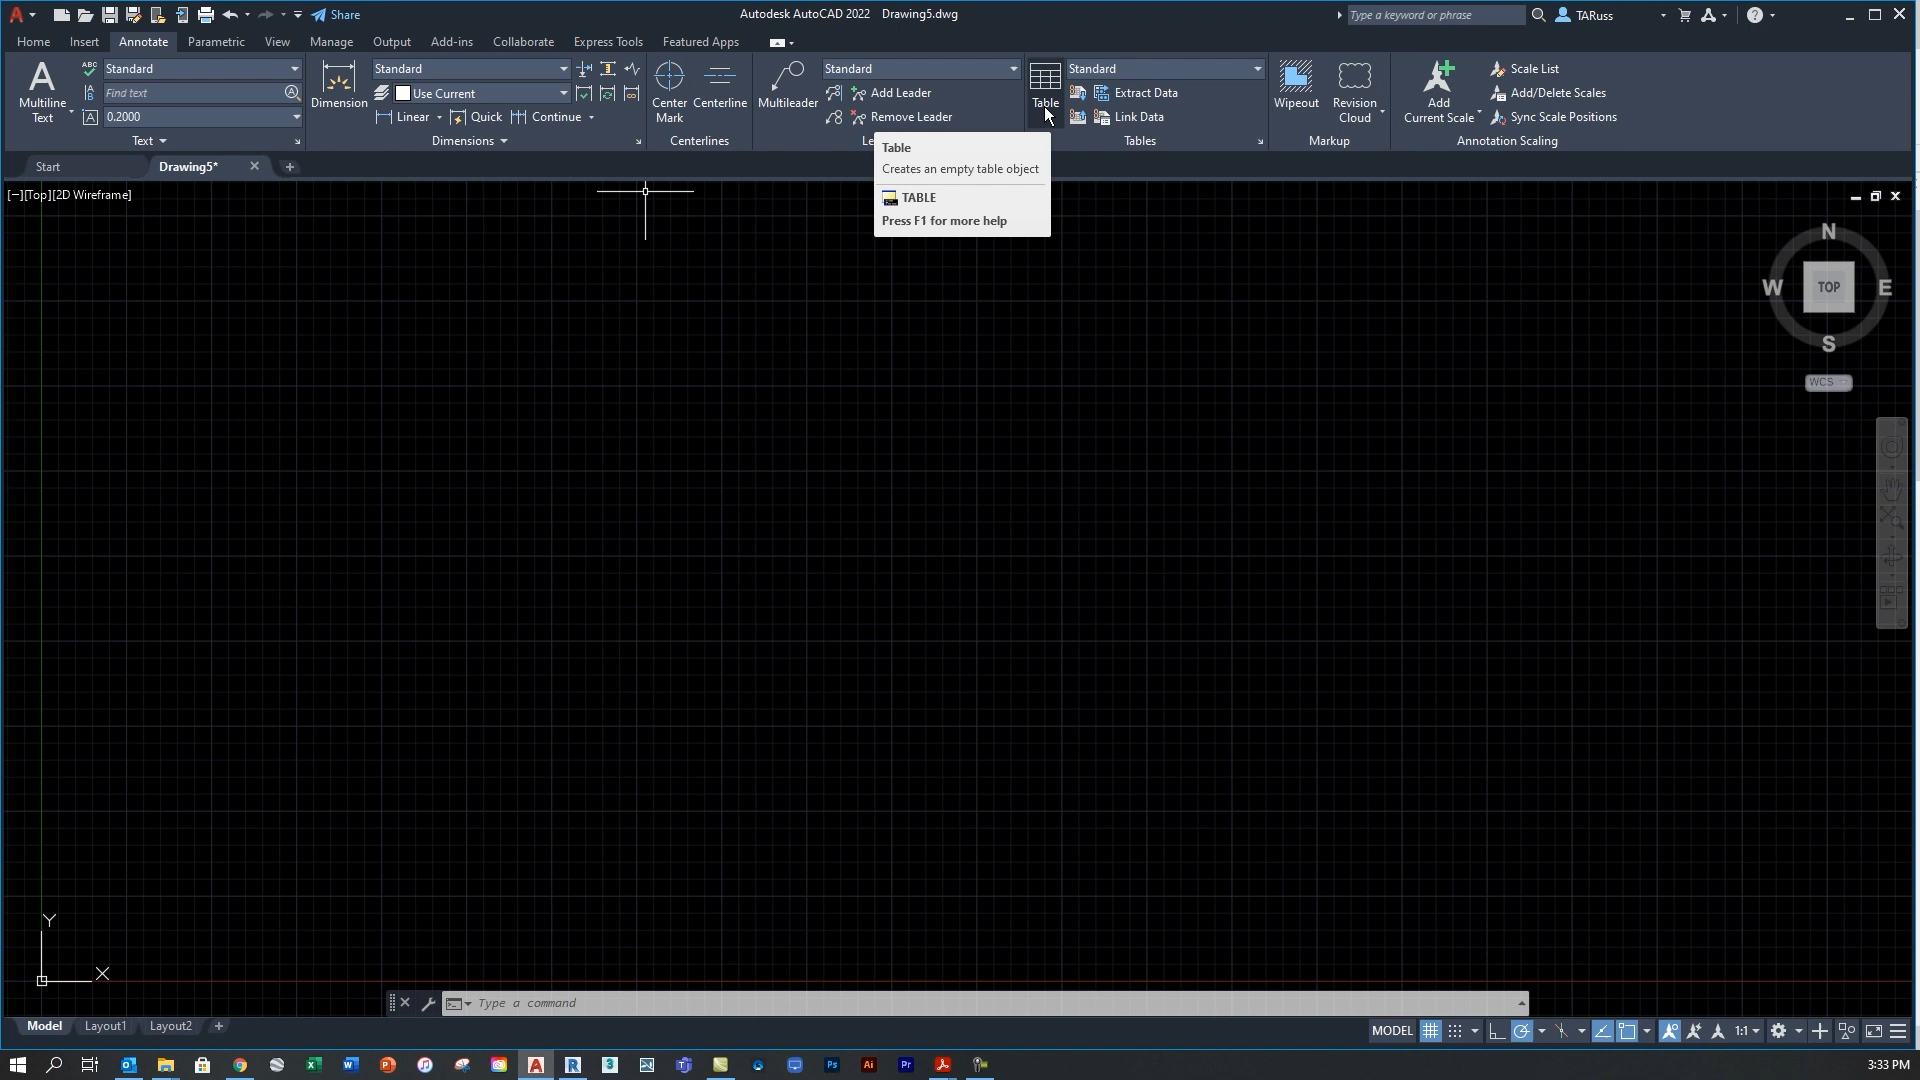 Share
Autodesk AutoCAD 2022 Drawing5.dwg
Type a keyword or phrase
TARuss
Home Insert Annotate Parametric View Manage Output Add-ins Collaborate Express Tools Featured Apps
Standard Standard Standard Standard Scale List
Find text Use Current Add Leader Extract Data Add/Delete Scales
0.2000 Linear Quick Continue Remove Leader Link Data Sync Scale Positions
Multiline
Text
Dimension
Center
Mark
Centerline
Multileader
Table
Wipeout
Revision
Cloud
Add
Current Scale
Text Dimensions Centerlines Le Tables Markup Annotation Scaling
Start Drawing5*
Table
Creates an empty table object
TABLE
Press F1 for more help
[−][Top][2D Wireframe]
N
W TOP E
S
WCS
Y
X
Type a command
Model Layout1 Layout2
MODEL 1:1
3:33 PM